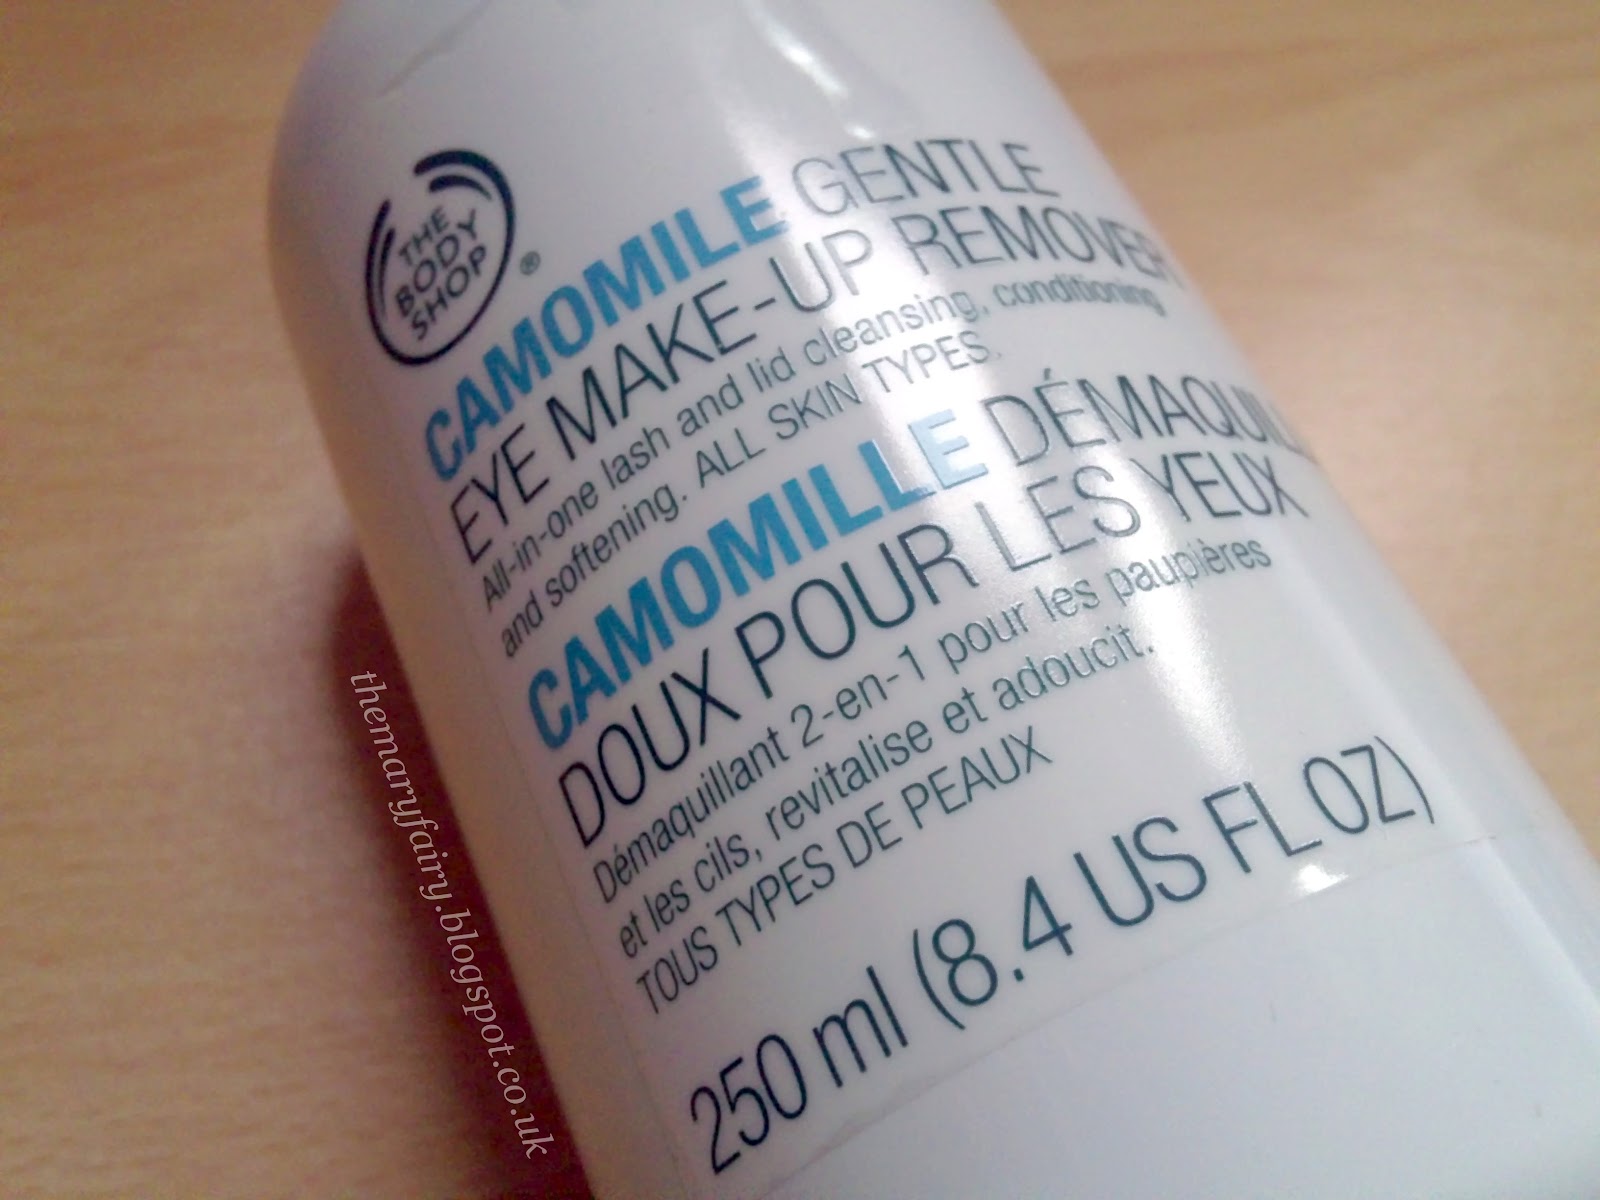 THE
BODY
SHOP
®
CAMOMILE GENTLE
EYE MAKE-UP REMOVER
All-in-one lash and lid cleansing, conditioning
and softening. ALL SKIN TYPES.
CAMOMILLE
DOUX POUR LES YEUX
Démaquillant 2-en-1 pour les paupières
et les cils, revitalise et adoucit.
TOUS TYPES DE PEAUX
250 ml (8.4 US FL OZ)
themaryfairy.blogspot.co.uk